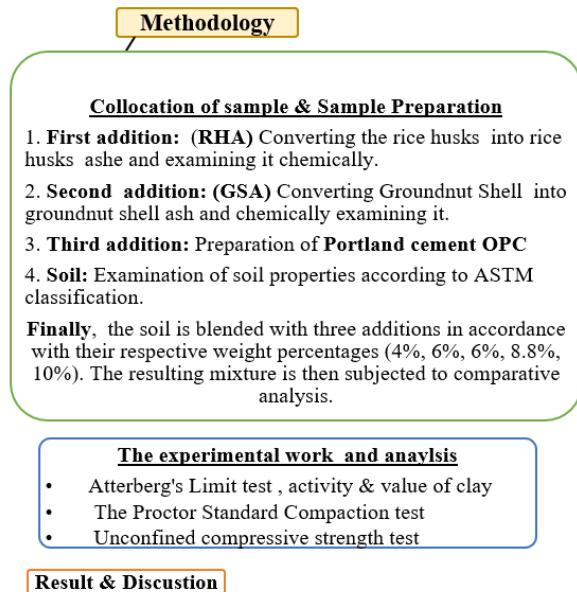 Methodology
Collocation of sample & Sample Preparation
1. First addition: (RHA) Converting the rice husks into rice
husks ashe and examining it chemically.
2. Second addition: (GSA) Converting Groundnut Shell into
groundnut shell ash and chemically examining it.
3. Third addition: Preparation of Portland cement OPC
4. Soil: Examination of soil properties according to ASTM
classification.
Finally, the soil is blended with three additions in accordance
with their respective weight percentages (4%, 6%, 6%, 8.8%,
10%). The resulting mixture is then subjected to comparative
analysis.
The experimental work and anaylsis
• Atterberg's Limit test , activity & value of clay
• The Proctor Standard Compaction test
• Unconfined compressive strength test
Result & Discustion